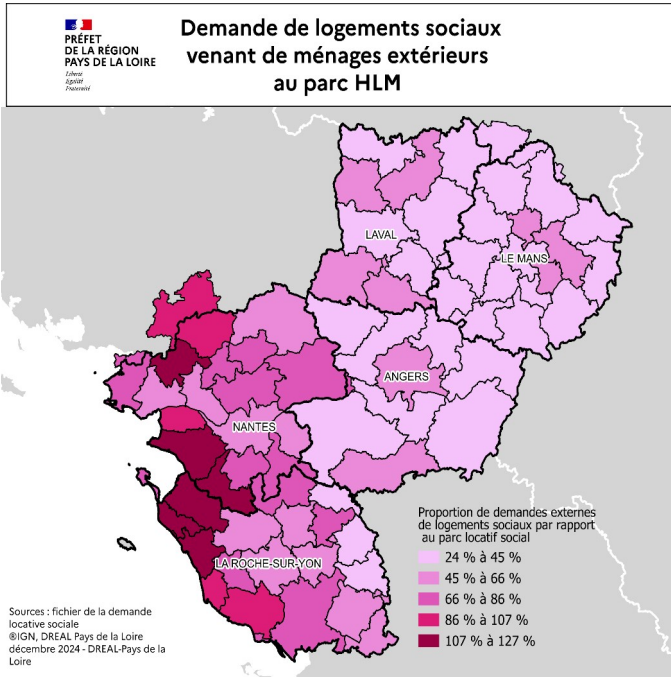 PRÉFET
DE LA RÉGION
PAYS DE LA LOIRE
Liberté
Égalité
Fraternité
Demande de logements sociaux
venant de ménages extérieurs
au parc HLM
LAVAL
LE MANS
ANGERS
NANTES
LA ROCHE-SUR-YON
Proportion de demandes externes
de logements sociaux par rapport
au parc locatif social
24 % à 45 %
45 % à 66 %
66 % à 86 %
86 % à 107 %
107 % à 127 %
Sources : fichier de la demande
locative sociale
®IGN, DREAL Pays de la Loire
décembre 2024 - DREAL-Pays de la
Loire